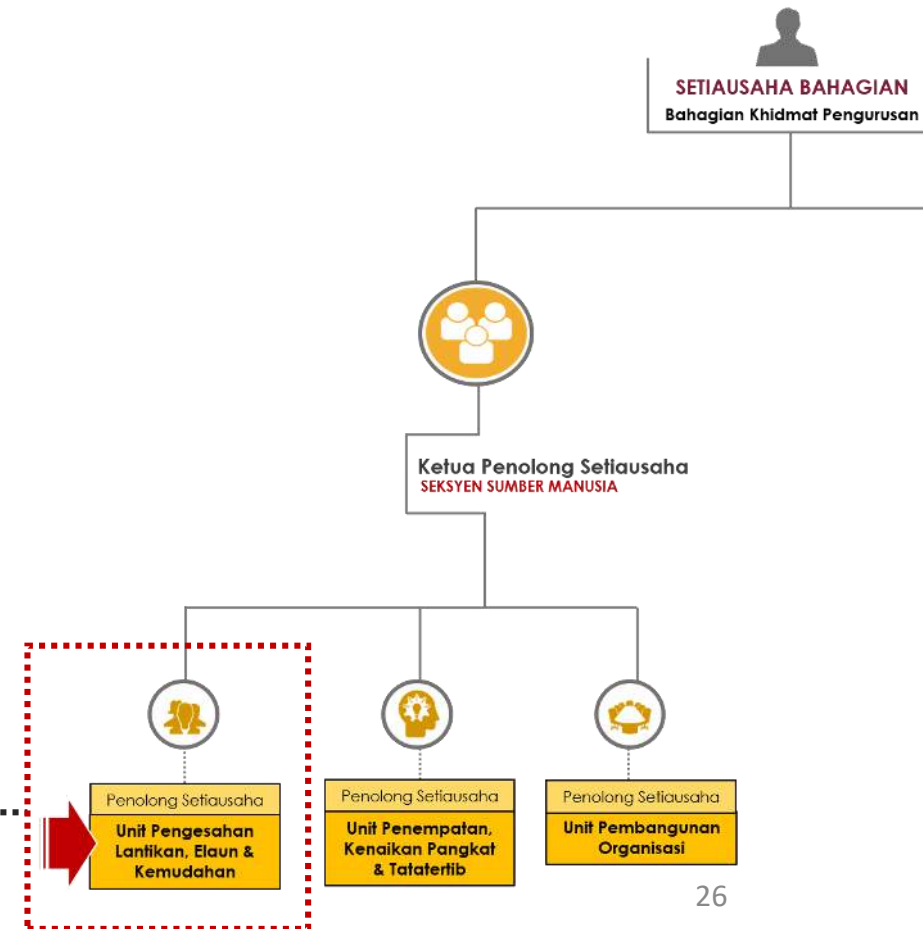 SETIAUSAHA BAHAGIAN
Bahagian Khidmat Pengurusan
Ketua Penolong Setiausaha
SEKSYEN SUMBER MANUSIA
Penolong Setiausaha
Unit Pengesahan
Lantikan, Elaun &
Kemudahan
Penolong Setiausaha
Unit Penempatan,
Kenaikan Pangkat
& Tatatertib
Penolong Setiausaha
Unit Pembangunan
Organisasi
26